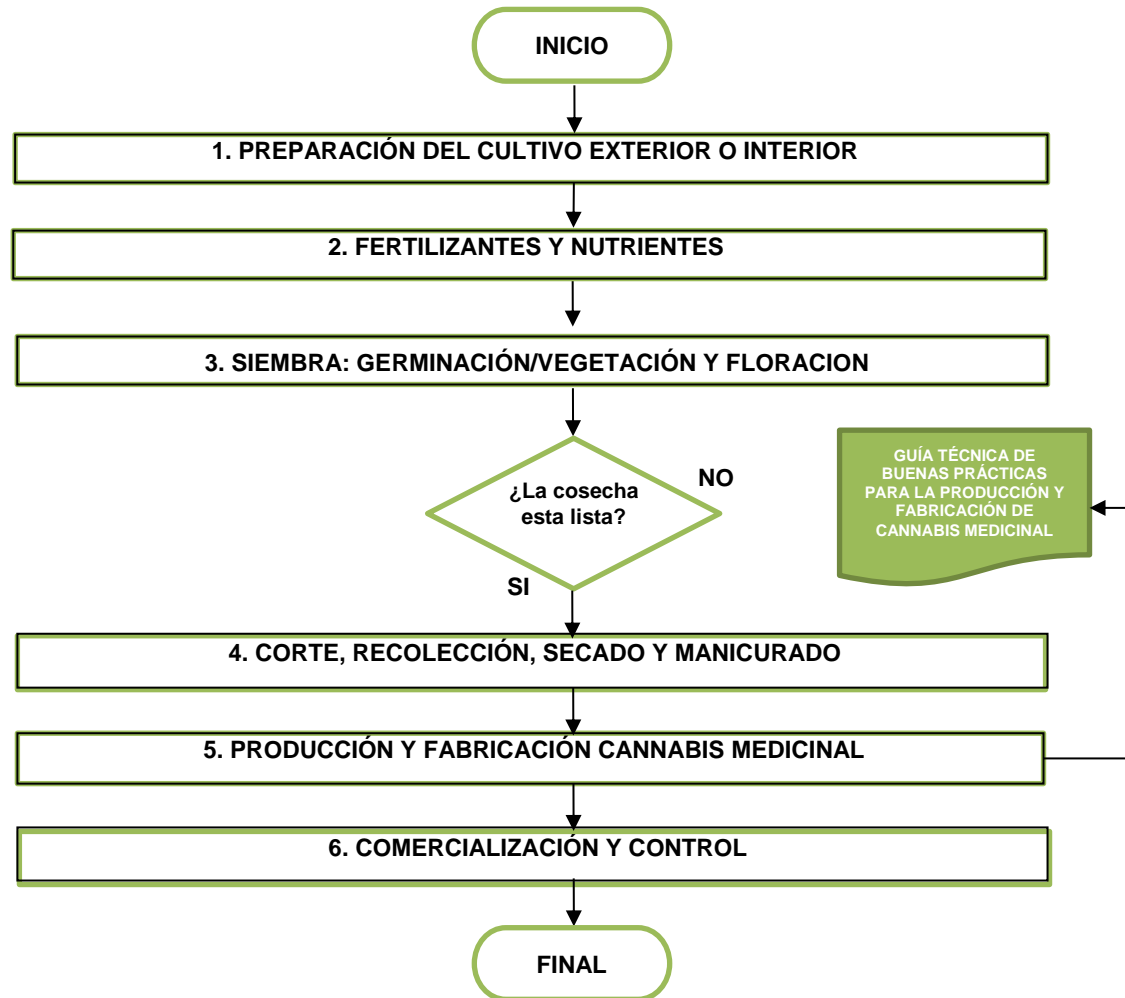 INICIO
1. PREPARACIÓN DEL CULTIVO EXTERIOR O INTERIOR
2. FERTILIZANTES Y NUTRIENTES
3. SIEMBRA: GERMINACIÓN/VEGETACIÓN Y FLORACION
¿La cosecha
esta lista?
NO
SI
GUÍA TÉCNICA DE
BUENAS PRÁCTICAS
PARA LA PRODUCCIÓN Y
FABRICACIÓN DE
CANNABIS MEDICINAL
4. CORTE, RECOLECCIÓN, SECADO Y MANICURADO
5. PRODUCCIÓN Y FABRICACIÓN CANNABIS MEDICINAL
6. COMERCIALIZACIÓN Y CONTROL
FINAL